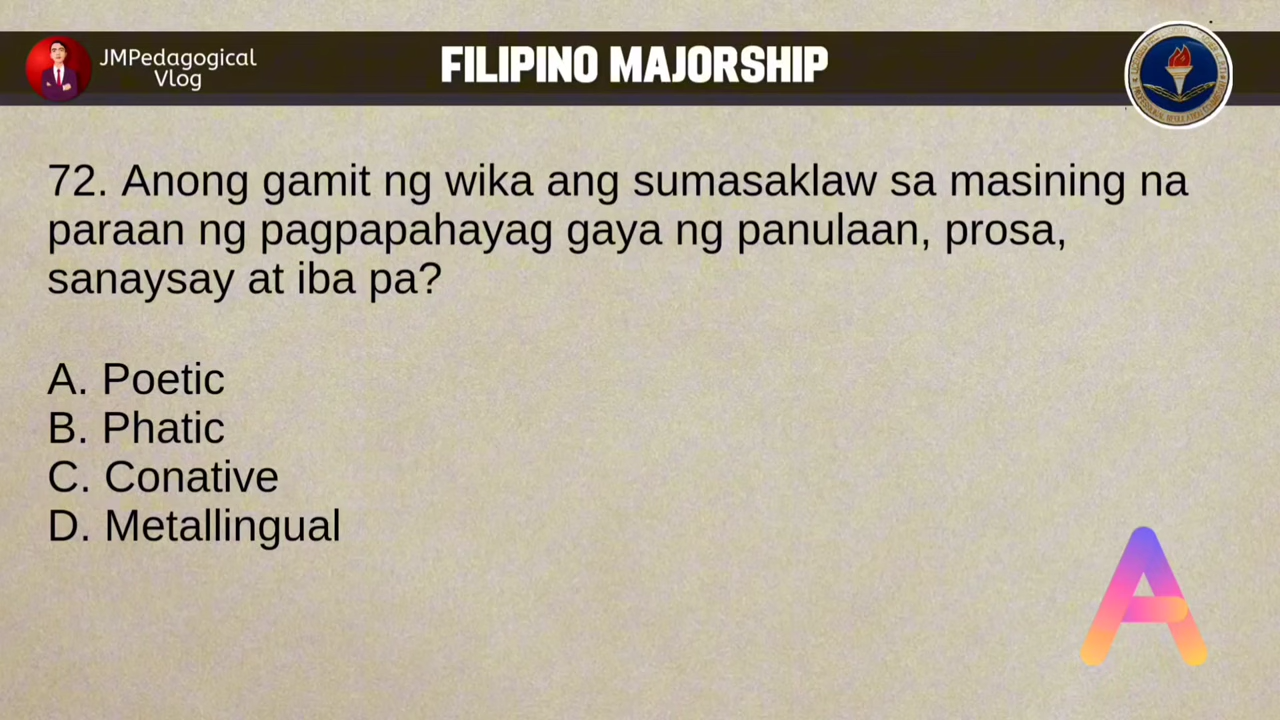 JMPedagogical
Vlog
FILIPINO MAJORSHIP
72. Anong gamit ng wika ang sumasaklaw sa masining na
paraan ng pagpapahayag gaya ng panulaan, prosa,
sanaysay at iba pa?
A. Poetic
B. Phatic
C. Conative
D. Metallingual
A